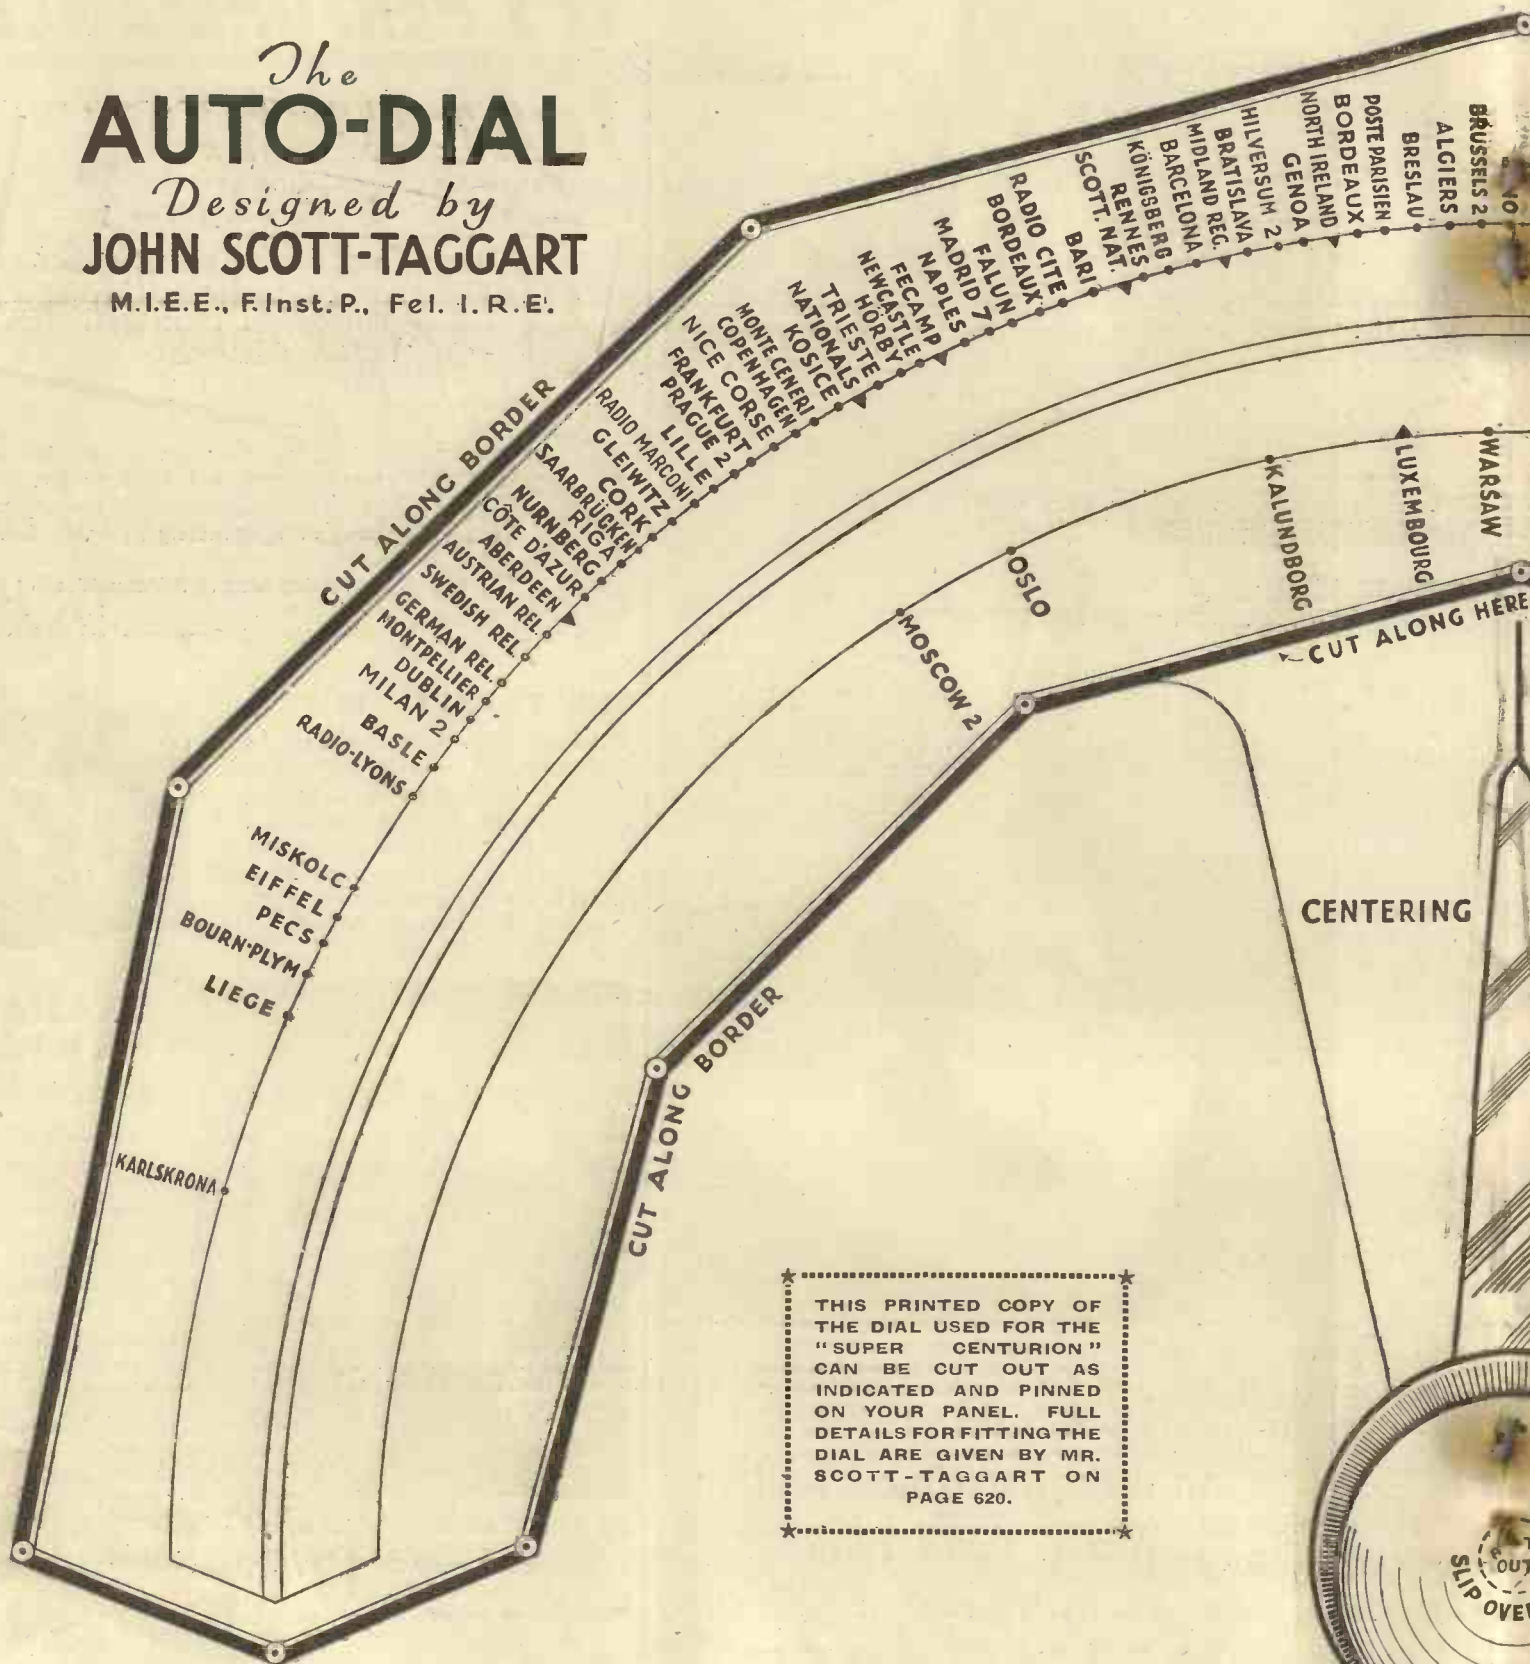 The
AUTO-DIAL
Designed by
JOHN SCOTT-TAGGART
M.I.E.E., F.Inst.P., Fel. I.R.E.
CUT ALONG BORDER
KARLSKRONA
LIEGE
BOURN-PLYM
PECS
EIFFEL
MISKOLC
RADIO-LYONS
BASLE
MILAN 2
DUBLIN
MONTPELLIER
GERMAN REL.
SWEDISH REL.
AUSTRIAN REL.
ABERDEEN
CÔTE D'AZUR
NURNBERG
RIGA
SAARBRÜCKEN
CORK
GLEIWITZ
RADIO MARCONI
LILLE
PRAGUE 2
FRANKFURT
NICE CORSE
COPENHAGEN
MONTE CENERI
KOSICE
NATIONALS
TRIESTE
HÖRBY
NEWCASTLE
FECAMP
NAPLES
MADRID 7
FALUN
BORDEAUX
RADIO CITE
BARI
SCOTT. NAT.
RENNES
KÖNIGSBERG
BARCELONA
MIDLAND REG.
BRATISLAVA
HILVERSUM 2
GENOA
NORTH IRELAND
BORDEAUX
POSTE PARISIEN
BRESLAU
ALGIERS
BRUSSELS 2
MOSCOW 2
OSLO
KALUNDBORG
LUXEMBOURG
WARSAW
CUT ALONG HERE
CUT ALONG BORDER
CENTERING
THIS PRINTED COPY OF
THE DIAL USED FOR THE
"SUPER CENTURION"
CAN BE CUT OUT AS
INDICATED AND PINNED
ON YOUR PANEL. FULL
DETAILS FOR FITTING THE
DIAL ARE GIVEN BY MR.
SCOTT-TAGGART ON
PAGE 620.
OUT
SLIP OVER